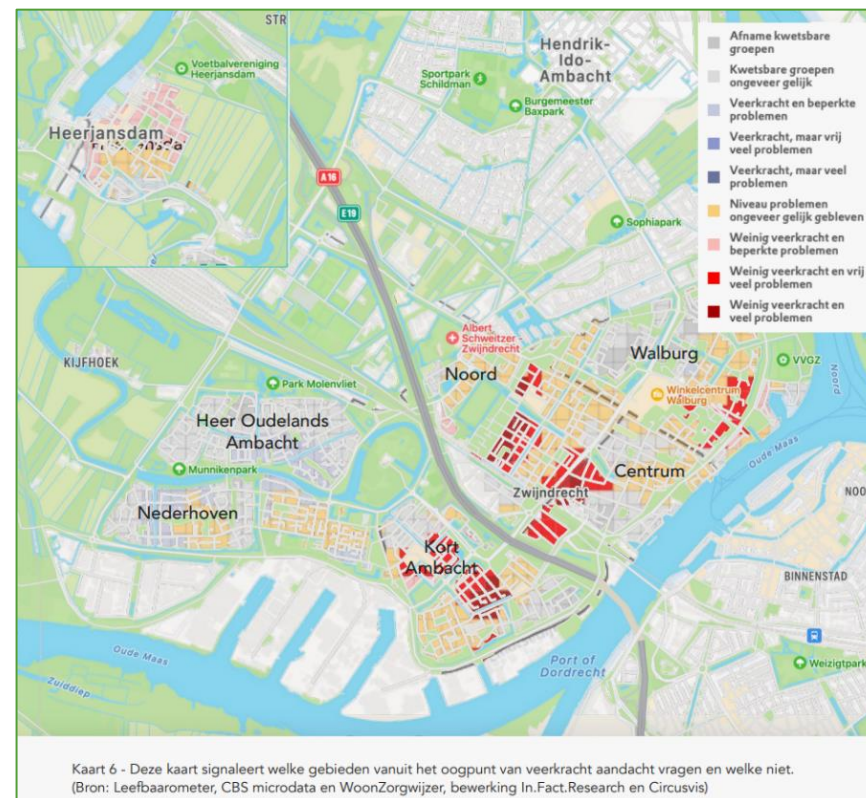 STR
Voetbalvereniging
Heerjansdam
Heerjansdam
Hendrik-
Ido-
Ambacht
Sportpark
Schildman
Burgemeester
Baxpark
A16
E19
Sophiapark
Afname kwetsbare
groepen
Kwetsbare groepen
ongeveer gelijk
Veerkracht en beperkte
problemen
Veerkracht, maar vrij
veel problemen
Veerkracht, maar veel
problemen
Niveau problemen
ongeveer gelijk gebleven
Weinig veerkracht en
beperkte problemen
Weinig veerkracht en vrij
veel problemen
Weinig veerkracht en
veel problemen
Albert
Schweitzer -
Zwijndrecht
Noord
Walburg
VVGZ
Winkelcentrum
Walburg
Noord
KIJFHOEK
Park Molenvliet
Heer Oudelands
Ambacht
Munnikenpark
Nederhoven
Centrum
Zwijndrecht
Oude Maas
NOO
Kort
Ambacht
BINNENSTAD
Oude Maas
Zuiddiep
Port of
Dordrecht
Weizigtpark
Kaart 6 - Deze kaart signaleert welke gebieden vanuit het oogpunt van veerkracht aandacht vragen en welke niet.
(Bron: Leefbaarometer, CBS microdata en WoonZorgwijzer, bewerking In.Fact.Research en Circusvis)